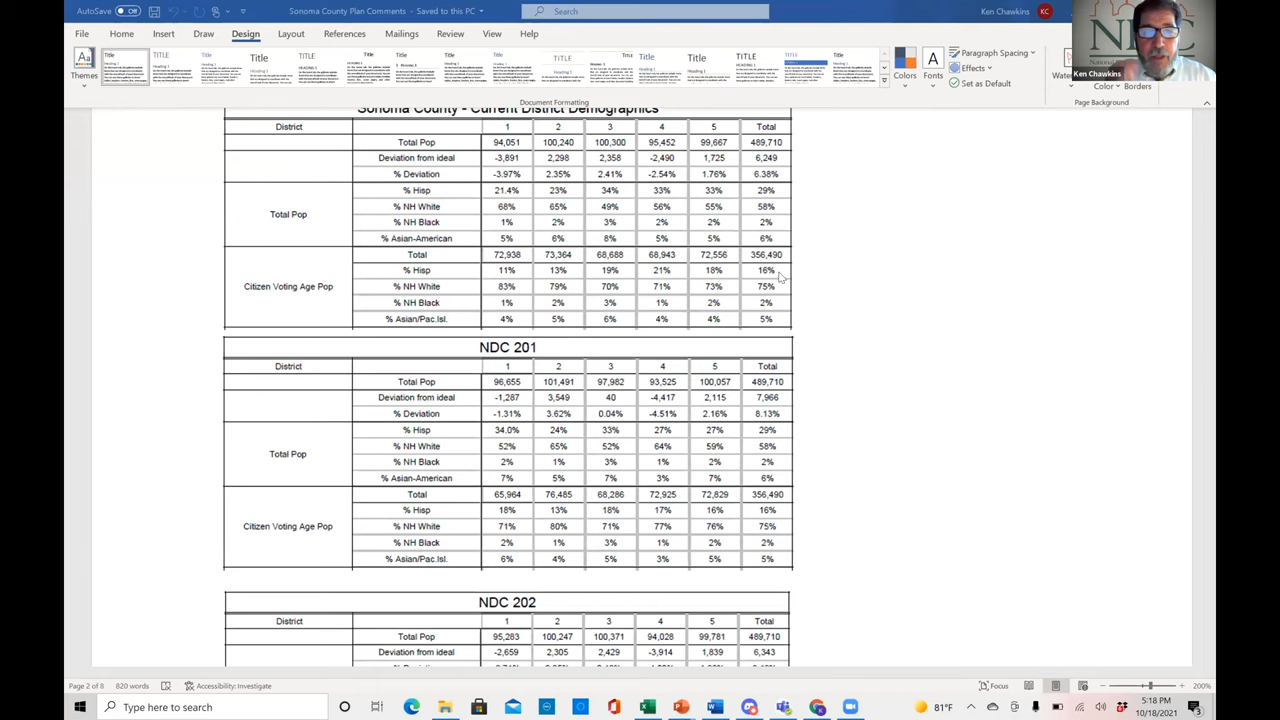 AutoSave Off Sonoma County Plan Comments - Saved to this PC Search Ken Chawkins KC
File Home Insert Draw Design Layout References Mailings Review View Help
Themes Title Colors Fonts Paragraph Spacing Effects Set as Default Color Borders
Document Formatting Page Background
Ken Chawkins
Sonoma County - Current District Demographics
District 1 2 3 4 5 Total
Total Pop 94,051 100,240 100,300 95,452 99,667 489,710
Deviation from ideal -3,891 2,298 2,358 -2,490 1,725 6,249
% Deviation -3.97% 2.35% 2.41% -2.54% 1.76% 6.38%
Total Pop % Hisp 21.4% 23% 34% 33% 33% 29%
% NH White 68% 65% 49% 56% 55% 58%
% NH Black 1% 2% 3% 2% 2% 2%
% Asian-American 5% 6% 8% 5% 5% 6%
Citizen Voting Age Pop Total 72,938 73,364 68,688 68,943 72,556 356,490
% Hisp 11% 13% 19% 21% 18% 16%
% NH White 83% 79% 70% 71% 73% 75%
% NH Black 1% 2% 3% 1% 2% 2%
% Asian/Pac.Isl. 4% 5% 6% 4% 4% 5%
NDC 201
District 1 2 3 4 5 Total
Total Pop 96,655 101,491 97,982 93,525 100,057 489,710
Deviation from ideal -1,287 3,549 40 -4,417 2,115 7,966
% Deviation -1.31% 3.62% 0.04% -4.51% 2.16% 8.13%
Total Pop % Hisp 34.0% 24% 33% 27% 27% 29%
% NH White 52% 65% 52% 64% 59% 58%
% NH Black 2% 1% 3% 1% 2% 2%
% Asian-American 7% 5% 7% 3% 7% 6%
Citizen Voting Age Pop Total 65,964 76,485 68,286 72,925 72,829 356,490
% Hisp 18% 13% 18% 17% 16% 16%
% NH White 71% 80% 71% 77% 76% 75%
% NH Black 2% 1% 3% 1% 2% 2%
% Asian/Pac.Isl. 6% 4% 5% 3% 5% 5%
NDC 202
District 1 2 3 4 5 Total
Total Pop 95,283 100,247 100,371 94,028 99,781 489,710
Deviation from ideal -2,659 2,305 2,429 -3,914 1,839 6,343
Page 2 of 8 820 words Accessibility: Investigate Focus 200%
Type here to search 81°F 5:18 PM
10/18/2021